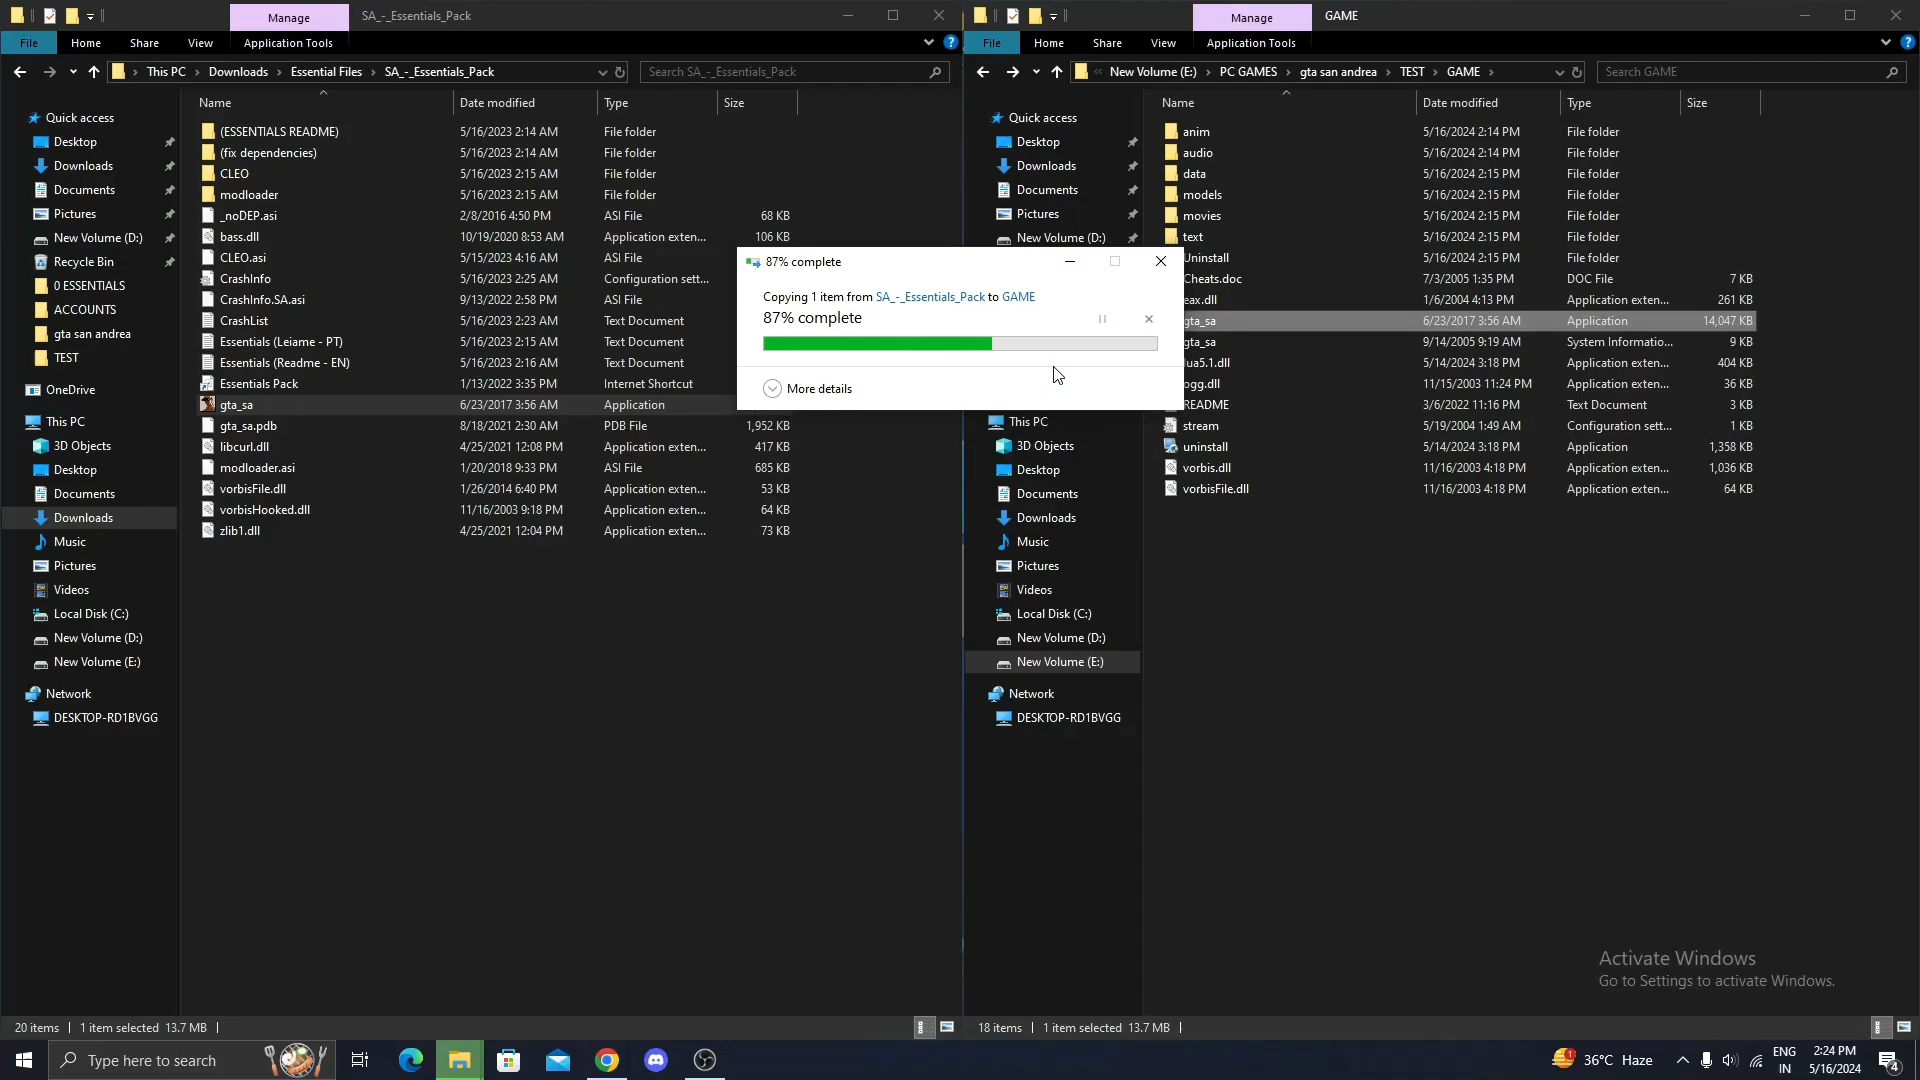 Manage
SA_-_Essentials_Pack
File
Home
Share
View
Application Tools
This PC
Downloads
Essential Files
SA_-_Essentials_Pack
Search SA_-_Essentials_Pack
Name
Date modified
Type
Size
Quick access
Desktop
Downloads
Documents
Pictures
New Volume (D:)
Recycle Bin
0 ESSENTIALS
ACCOUNTS
gta san andrea
TEST
OneDrive
This PC
3D Objects
Desktop
Documents
Downloads
Music
Pictures
Videos
Local Disk (C:)
New Volume (D:)
New Volume (E:)
Network
DESKTOP-RD1BVGG
(ESSENTIALS README) 5/16/2023 2:14 AM File folder
(fix dependencies) 5/16/2023 2:14 AM File folder
CLEO 5/16/2023 2:15 AM File folder
modloader 5/16/2023 2:15 AM File folder
_noDEP.asi 2/8/2016 4:50 PM ASI File 68 KB
bass.dll 10/19/2020 8:53 AM Application exten... 106 KB
CLEO.asi 5/15/2023 4:16 AM ASI File
CrashInfo 5/16/2023 2:25 AM Configuration sett...
CrashInfo.SA.asi 9/13/2022 2:58 PM ASI File
CrashList 5/16/2023 2:23 AM Text Document
Essentials (Leiame - PT) 5/16/2023 2:15 AM Text Document
Essentials (Readme - EN) 5/16/2023 2:16 AM Text Document
Essentials Pack 1/13/2022 3:35 PM Internet Shortcut
gta_sa 6/23/2017 3:56 AM Application
gta_sa.pdb 8/18/2021 2:30 AM PDB File 1,952 KB
libcurl.dll 4/25/2021 12:08 PM Application exten... 417 KB
modloader.asi 1/20/2018 9:33 PM ASI File 685 KB
vorbisFile.dll 1/26/2014 6:40 PM Application exten... 53 KB
vorbisHooked.dll 11/16/2003 9:18 PM Application exten... 64 KB
zlib1.dll 4/25/2021 12:04 PM Application exten... 73 KB
20 items
1 item selected 13.7 MB
87% complete
Copying 1 item from SA_-_Essentials_Pack to GAME
87% complete
More details
Manage
GAME
File
Home
Share
View
Application Tools
New Volume (E:)
PC GAMES
gta san andrea
TEST
GAME
Search GAME
Name
Date modified
Type
Size
Quick access
Desktop
Downloads
Documents
Pictures
New Volume (D:)
This PC
3D Objects
Desktop
Documents
Downloads
Music
Pictures
Videos
Local Disk (C:)
New Volume (D:)
New Volume (E:)
Network
DESKTOP-RD1BVGG
anim 5/16/2024 2:14 PM File folder
audio 5/16/2024 2:14 PM File folder
data 5/16/2024 2:15 PM File folder
models 5/16/2024 2:15 PM File folder
movies 5/16/2024 2:15 PM File folder
text 5/16/2024 2:15 PM File folder
Uninstall 5/16/2024 2:15 PM File folder
Cheats.doc 7/3/2005 1:35 PM DOC File 7 KB
eax.dll 1/6/2004 4:13 PM Application exten... 261 KB
gta_sa 6/23/2017 3:56 AM Application 14,047 KB
gta_sa 9/14/2005 9:19 AM System Informatio... 9 KB
lua5.1.dll 5/14/2024 3:18 PM Application exten... 404 KB
ogg.dll 11/15/2003 11:24 PM Application exten... 36 KB
README 3/6/2022 11:16 PM Text Document 3 KB
stream 5/19/2004 1:49 AM Configuration sett... 1 KB
uninstall 5/14/2024 3:18 PM Application 1,358 KB
vorbis.dll 11/16/2003 4:18 PM Application exten... 1,036 KB
vorbisFile.dll 11/16/2003 4:18 PM Application exten... 64 KB
Activate Windows
Go to Settings to activate Windows.
18 items
1 item selected 13.7 MB
Type here to search
36°C Haze
ENG
IN
2:24 PM
5/16/2024
4